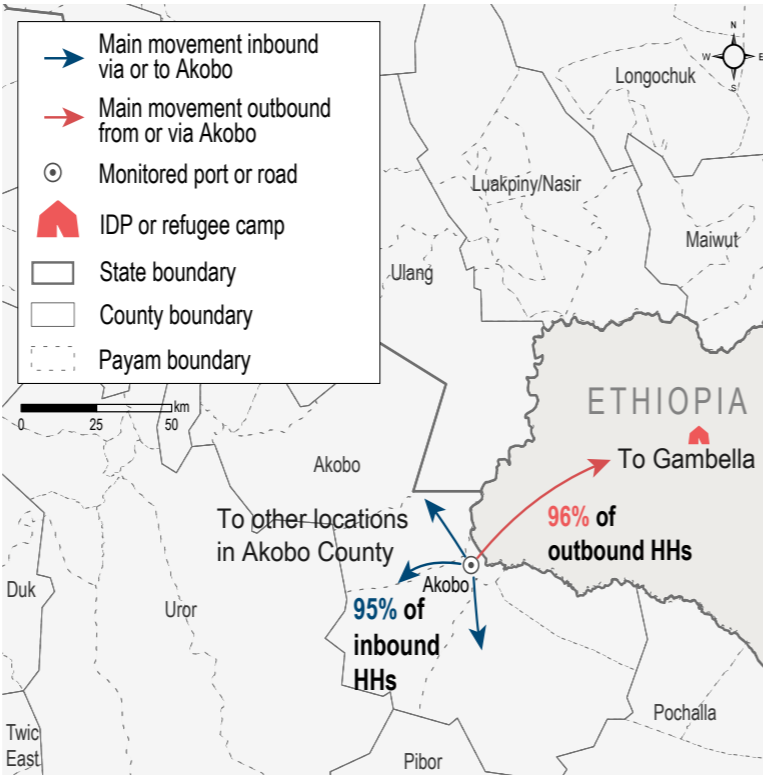 Main movement inbound
via or to Akobo
Main movement outbound
from or via Akobo
Monitored port or road
IDP or refugee camp
State boundary
County boundary
Payam boundary
km
0 25 50
N
W E
S
Longochuk
Luakpiny/Nasir
Maiwut
Ulang
ETHIOPIA
To Gambella
Akobo
To other locations
in Akobo County
96% of
outbound HHs
Akobo
95% of
inbound
HHs
Duk
Uror
Pochalla
Twic
East
Pibor